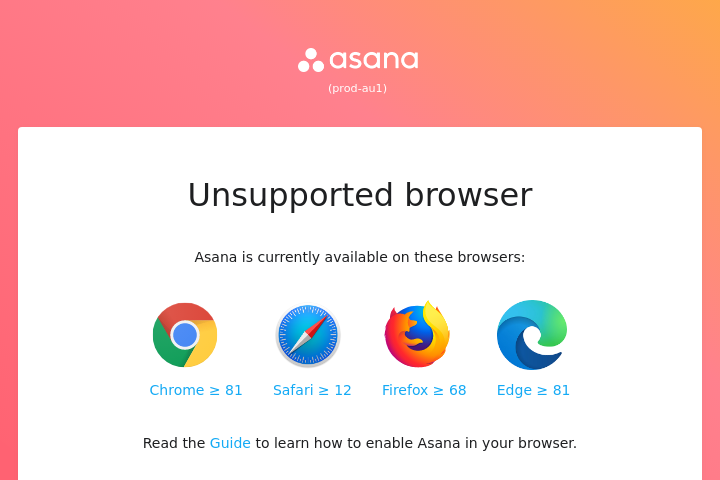 asana
(prod-au1)
Unsupported browser
Asana is currently available on these browsers:
Chrome ≥ 81
Safari ≥ 12
Firefox ≥ 68
Edge ≥ 81
Read the Guide to learn how to enable Asana in your browser.